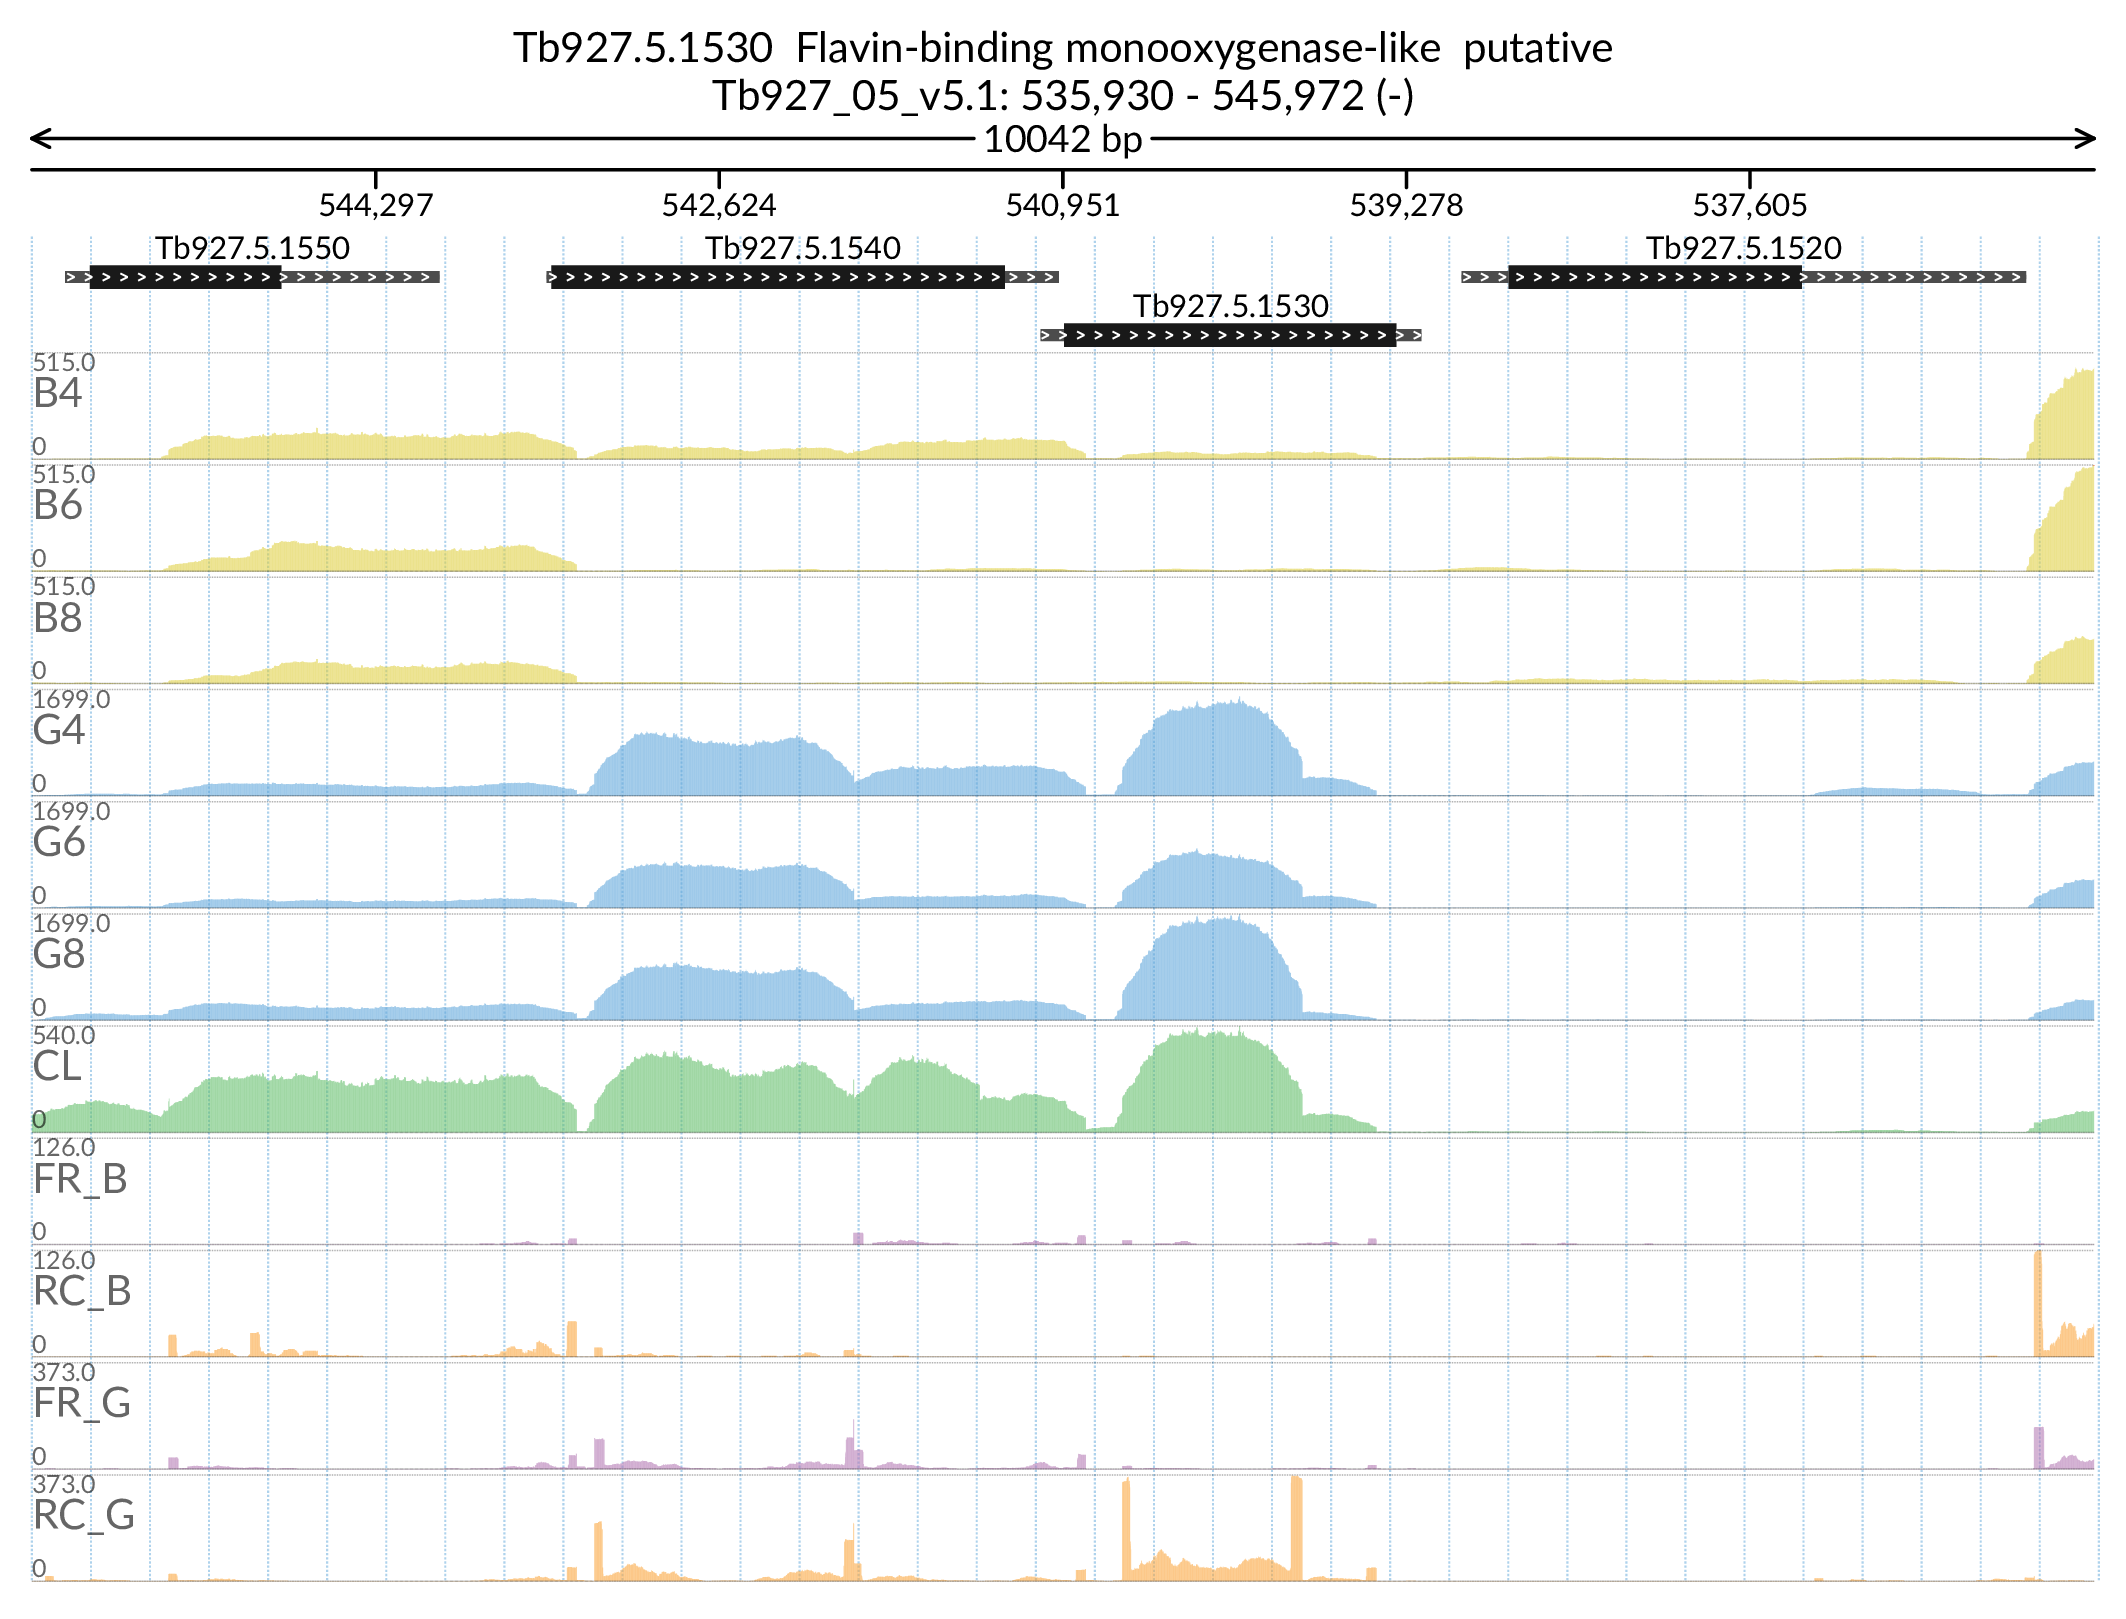 Tb927.5.1530  Flavin-binding monooxygenase-like  putative
Tb927_05_v5.1: 535,930 - 545,972 (-)
10042 bp
544,297 542,624 540,951 539,278 537,605
Tb927.5.1550 Tb927.5.1540 Tb927.5.1520
Tb927.5.1530
515.0
B4
0
515.0
B6
0
515.0
B8
0
1699.0
G4
0
1699.0
G6
0
1699.0
G8
0
540.0
CL
0
126.0
FR_B
0
126.0
RC_B
0
373.0
FR_G
0
373.0
RC_G
0